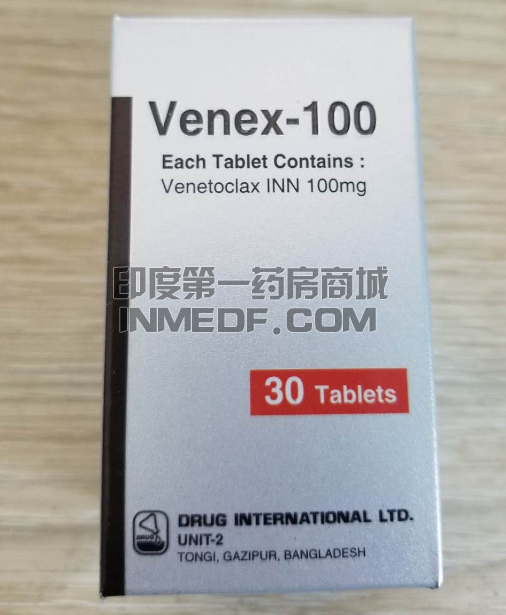 Venex-100
Each Tablet Contains :
Venetoclax INN 100mg
印度第一药房商城
INMEDF.COM
30 Tablets
DRUG
DRUG INTERNATIONAL LTD.
UNIT-2
TONGI, GAZIPUR, BANGLADESH